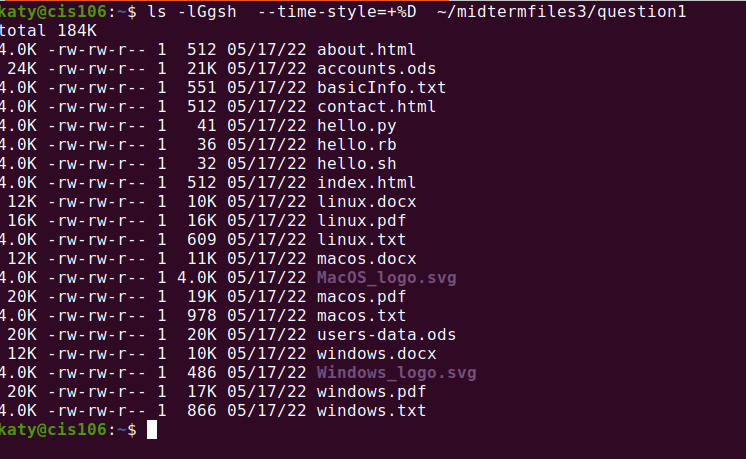 katy@cis106:~$ ls -lGgsh  --time-style=+%D  ~/midtermfiles3/question1
total 184K
4.0K -rw-rw-r-- 1  512 05/17/22 about.html
 24K -rw-rw-r-- 1  21K 05/17/22 accounts.ods
4.0K -rw-rw-r-- 1  551 05/17/22 basicInfo.txt
4.0K -rw-rw-r-- 1  512 05/17/22 contact.html
4.0K -rw-rw-r-- 1   41 05/17/22 hello.py
4.0K -rw-rw-r-- 1   36 05/17/22 hello.rb
4.0K -rw-rw-r-- 1   32 05/17/22 hello.sh
4.0K -rw-rw-r-- 1  512 05/17/22 index.html
 12K -rw-rw-r-- 1  10K 05/17/22 linux.docx
 16K -rw-rw-r-- 1  16K 05/17/22 linux.pdf
4.0K -rw-rw-r-- 1  609 05/17/22 linux.txt
 12K -rw-rw-r-- 1  11K 05/17/22 macos.docx
4.0K -rw-rw-r-- 1 4.0K 05/17/22 MacOS_logo.svg
 20K -rw-rw-r-- 1  19K 05/17/22 macos.pdf
4.0K -rw-rw-r-- 1  978 05/17/22 macos.txt
 20K -rw-rw-r-- 1  20K 05/17/22 users-data.ods
 12K -rw-rw-r-- 1  10K 05/17/22 windows.docx
4.0K -rw-rw-r-- 1  486 05/17/22 Windows_logo.svg
 20K -rw-rw-r-- 1  17K 05/17/22 windows.pdf
4.0K -rw-rw-r-- 1  866 05/17/22 windows.txt
katy@cis106:~$